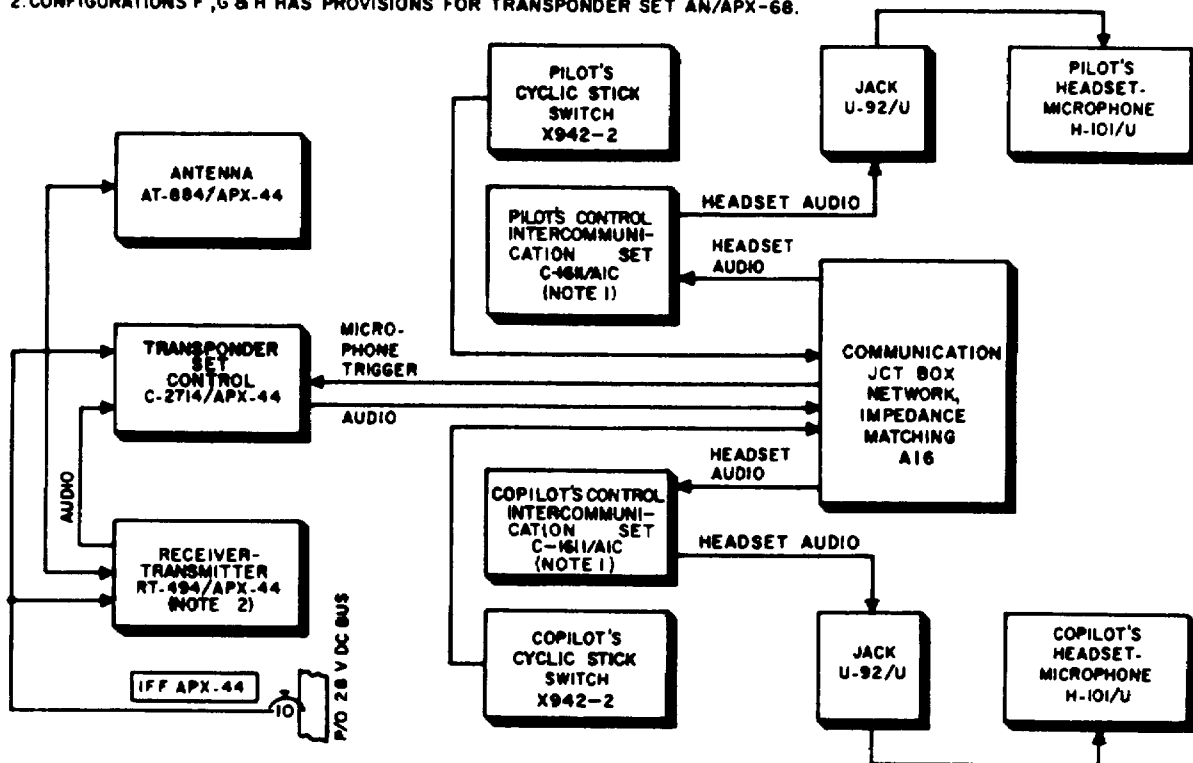 2. CONFIGURATIONS F, G & H HAS PROVISIONS FOR TRANSPONDER SET AN/APX-68.
PILOT'S
CYCLIC STICK
SWITCH
X942-2
JACK
U-92/U
PILOT'S
HEADSET-
MICROPHONE
H-101/U
ANTENNA
AT-884/APX-44
PILOT'S CONTROL
INTERCOMMUNI-
CATION SET
C-1611/AIC
(NOTE 1)
HEADSET AUDIO
HEADSET
AUDIO
TRANSPONDER
SET
CONTROL
C-2714/APX-44
MICRO-
PHONE
TRIGGER
AUDIO
COMMUNICATION
JCT BOX
NETWORK,
IMPEDANCE
MATCHING
A16
AUDIO
HEADSET
AUDIO
COPILOT'S CONTROL
INTERCOMMUNI-
CATION SET
C-1611/AIC
(NOTE 1)
HEADSET AUDIO
RECEIVER-
TRANSMITTER
RT-494/APX-44
(NOTE 2)
COPILOT'S
CYCLIC STICK
SWITCH
X942-2
JACK
U-92/U
COPILOT'S
HEADSET-
MICROPHONE
H-101/U
IFF APX-44
10
P/O 28 V DC BUS